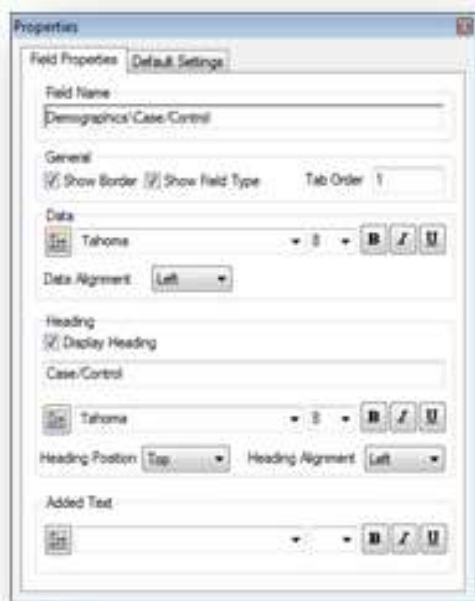 Properties
Field Properties Default Settings
Field Name
Demographics\Case/Control
General
Show Border Show Field Type Tab Order 1
Data
Tahoma 8 B I U
Data Alignment Left
Heading
Display Heading
Case/Control
Tahoma 8 B I U
Heading Position Top Heading Alignment Left
Added Text
B I U